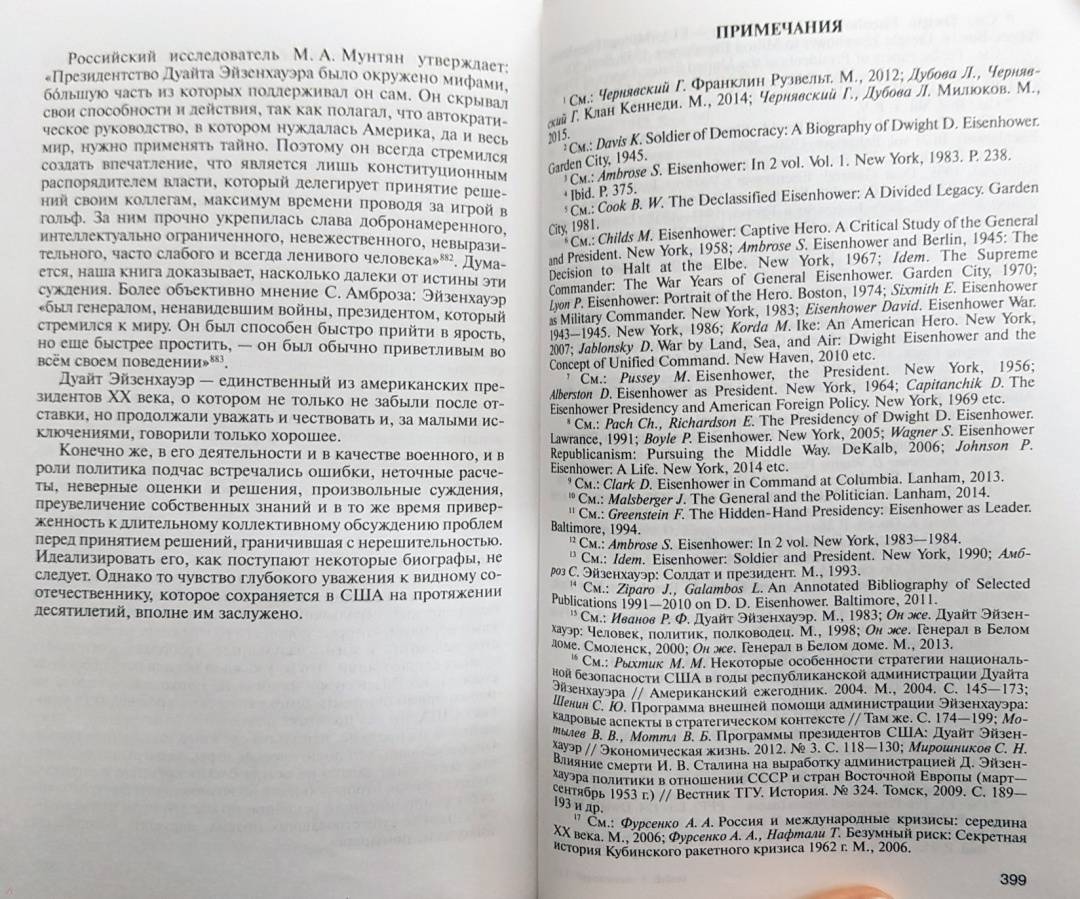 Российский исследователь М. А. Мунтян утверждает:
«Президентство Дуайта Эйзенхауэра было окружено мифами,
бо́льшую часть из которых поддерживал он сам. Он скрывал
свои способности и действия, так как полагал, что автократи-
ческое руководство, в котором нуждалась Америка, да и весь
мир, нужно применять тайно. Поэтому он всегда стремился
создать впечатление, что является лишь конституционным
распорядителем власти, который делегирует принятие реше-
ний своим коллегам, максимум времени проводя за игрой в
гольф. За ним прочно укрепилась слава добронамеренного,
интеллектуально ограниченного, невежественного, невырази-
тельного, часто слабого и всегда ленивого человека»⁸⁸². Дума-
ется, наша книга доказывает, насколько далеки от истины эти
суждения. Более объективно мнение С. Амброза: Эйзенхауэр
«был генералом, ненавидевшим войны, президентом, который
стремился к миру. Он был способен быстро прийти в ярость,
но еще быстрее простить, — он был обычно приветливым во
всём своем поведении»⁸⁸³.
Дуайт Эйзенхауэр — единственный из американских пре-
зидентов XX века, о котором не только не забыли после от-
ставки, но продолжали уважать и чествовать и, за малыми ис-
ключениями, говорили только хорошее.
Конечно же, в его деятельности и в качестве военного, и в
роли политика подчас встречались ошибки, неточные расче-
ты, неверные оценки и решения, произвольные суждения,
преувеличение собственных знаний и в то же время привер-
женность к длительному коллективному обсуждению проблем
перед принятием решений, граничившая с нерешительностью.
Идеализировать его, как поступают некоторые биографы, не
следует. Однако то чувство глубокого уважения к видному со-
отечественнику, которое сохраняется в США на протяжении
десятилетий, вполне им заслужено.
ПРИМЕЧАНИЯ
¹ См.: Чернявский Г. Франклин Рузвельт. М., 2012; Дубова Л., Черняв-
ский Г. Клан Кеннеди. М., 2014; Чернявский Г., Дубова Л. Милюков. М.,
2015.
² См.: Davis K. Soldier of Democracy: A Biography of Dwight D. Eisenhower.
Garden City, 1945.
³ См.: Ambrose S. Eisenhower: In 2 vol. Vol. 1. New York, 1983. P. 238.
⁴ Ibid. P. 375.
⁵ См.: Cook B. W. The Declassified Eisenhower: A Divided Legacy. Garden
City, 1981.
⁶ См.: Childs M. Eisenhower: Captive Hero. A Critical Study of the General
and President. New York, 1958; Ambrose S. Eisenhower and Berlin, 1945: The
Decision to Halt at the Elbe. New York, 1967; Idem. The Supreme
Commander: The War Years of General Eisenhower. Garden City, 1970;
Lyon P. Eisenhower: Portrait of the Hero. Boston, 1974; Sixmith E. Eisenhower
as Military Commander. New York, 1983; Eisenhower David. Eisenhower War.
1943—1945. New York, 1986; Korda M. Ike: An American Hero. New York,
2007; Jablonsky D. War by Land, Sea, and Air: Dwight Eisenhower and the
Concept of Unified Command. New Haven, 2010 etc.
⁷ См.: Pussey M. Eisenhower, the President. New York, 1956;
Alberston D. Eisenhower as President. New York, 1964; Capitanchik D. The
Eisenhower Presidency and American Foreign Policy. New York, 1969 etc.
⁸ См.: Pach Ch., Richardson E. The Presidency of Dwight D. Eisenhower.
Lawrance, 1991; Boyle P. Eisenhower. New York, 2005; Wagner S. Eisenhower
Republicanism: Pursuing the Middle Way. DeKalb, 2006; Johnson P.
Eisenhower: A Life. New York, 2014 etc.
⁹ См.: Clark D. Eisenhower in Command at Columbia. Lanham, 2013.
¹⁰ См.: Malsberger J. The General and the Politician. Lanham, 2014.
¹¹ См.: Greenstein F. The Hidden-Hand Presidency: Eisenhower as Leader.
Baltimore, 1994.
¹² См.: Ambrose S. Eisenhower: In 2 vol. New York, 1983—1984.
¹³ См.: Idem. Eisenhower: Soldier and President. New York, 1990; Амб-
роз С. Эйзенхауэр: Солдат и президент. М., 1993.
¹⁴ См.: Ziparo J., Galambos L. An Annotated Bibliography of Selected
Publications 1991—2010 on D. D. Eisenhower. Baltimore, 2011.
¹⁵ См.: Иванов Р. Ф. Дуайт Эйзенхауэр. М., 1983; Он же. Дуайт Эйзен-
хауэр: Человек, политик, полководец. М., 1998; Он же. Генерал в Белом
доме. Смоленск, 2000; Он же. Генерал в Белом доме. М., 2013.
¹⁶ См.: Рыхтик М. М. Некоторые особенности стратегии националь-
ной безопасности США в годы республиканской администрации Дуайта
Эйзенхауэра // Американский ежегодник. 2004. М., 2004. С. 145—173;
Шенин С. Ю. Программа внешней помощи администрации Эйзенхауэра:
кадровые аспекты в стратегическом контексте // Там же. С. 174—199; Мо-
тылев В. В., Моттл В. Б. Программы президентов США: Дуайт Эйзен-
хауэр // Экономическая жизнь. 2012. № 3. С. 118—130; Мирошников С. Н.
Влияние смерти И. В. Сталина на выработку администрацией Д. Эйзен-
хауэра политики в отношении СССР и стран Восточной Европы (март—
сентябрь 1953 г.) // Вестник ТГУ. История. № 324. Томск, 2009. С. 189—
193 и др.
¹⁷ См.: Фурсенко А. А. Россия и международные кризисы: середина
XX века. М., 2006; Фурсенко А. А., Нафтали Т. Безумный риск: Секретная
история Кубинского ракетного кризиса 1962 г. М., 2006.
399